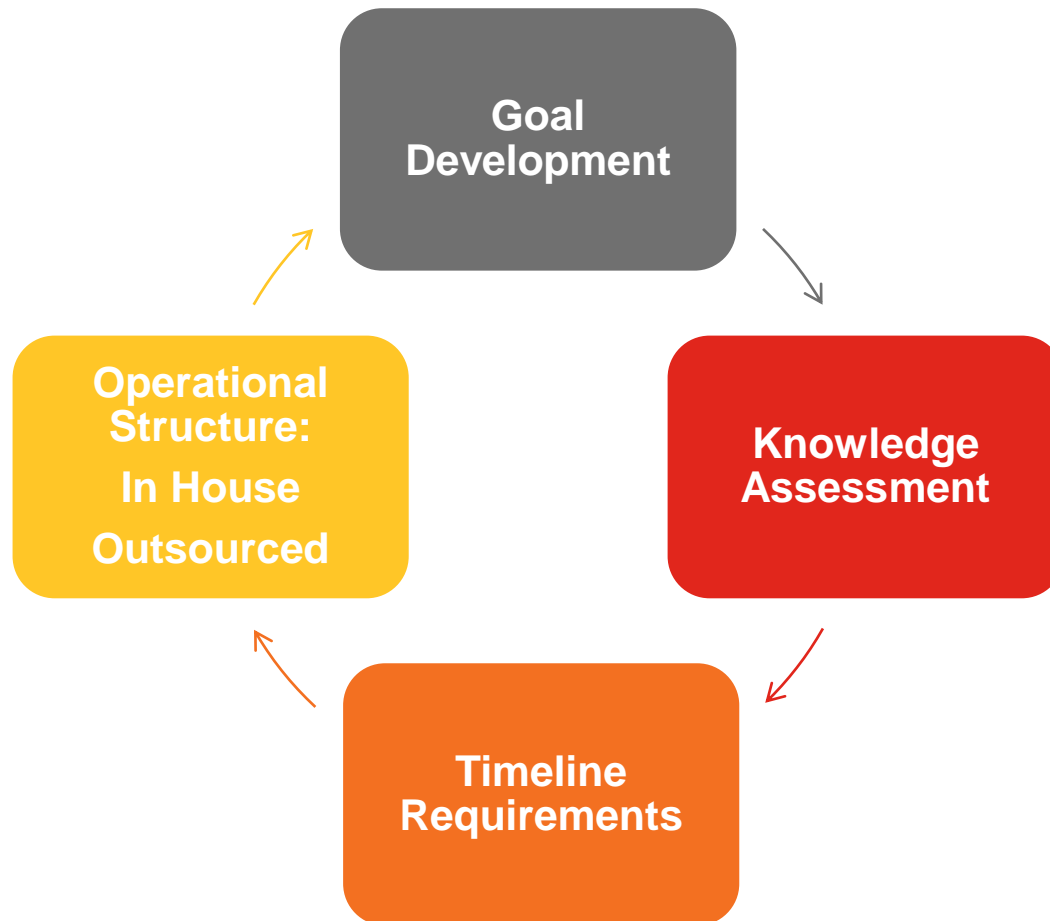 Goal
Development
Knowledge
Assessment
Timeline
Requirements
Operational
Structure:
In House
Outsourced